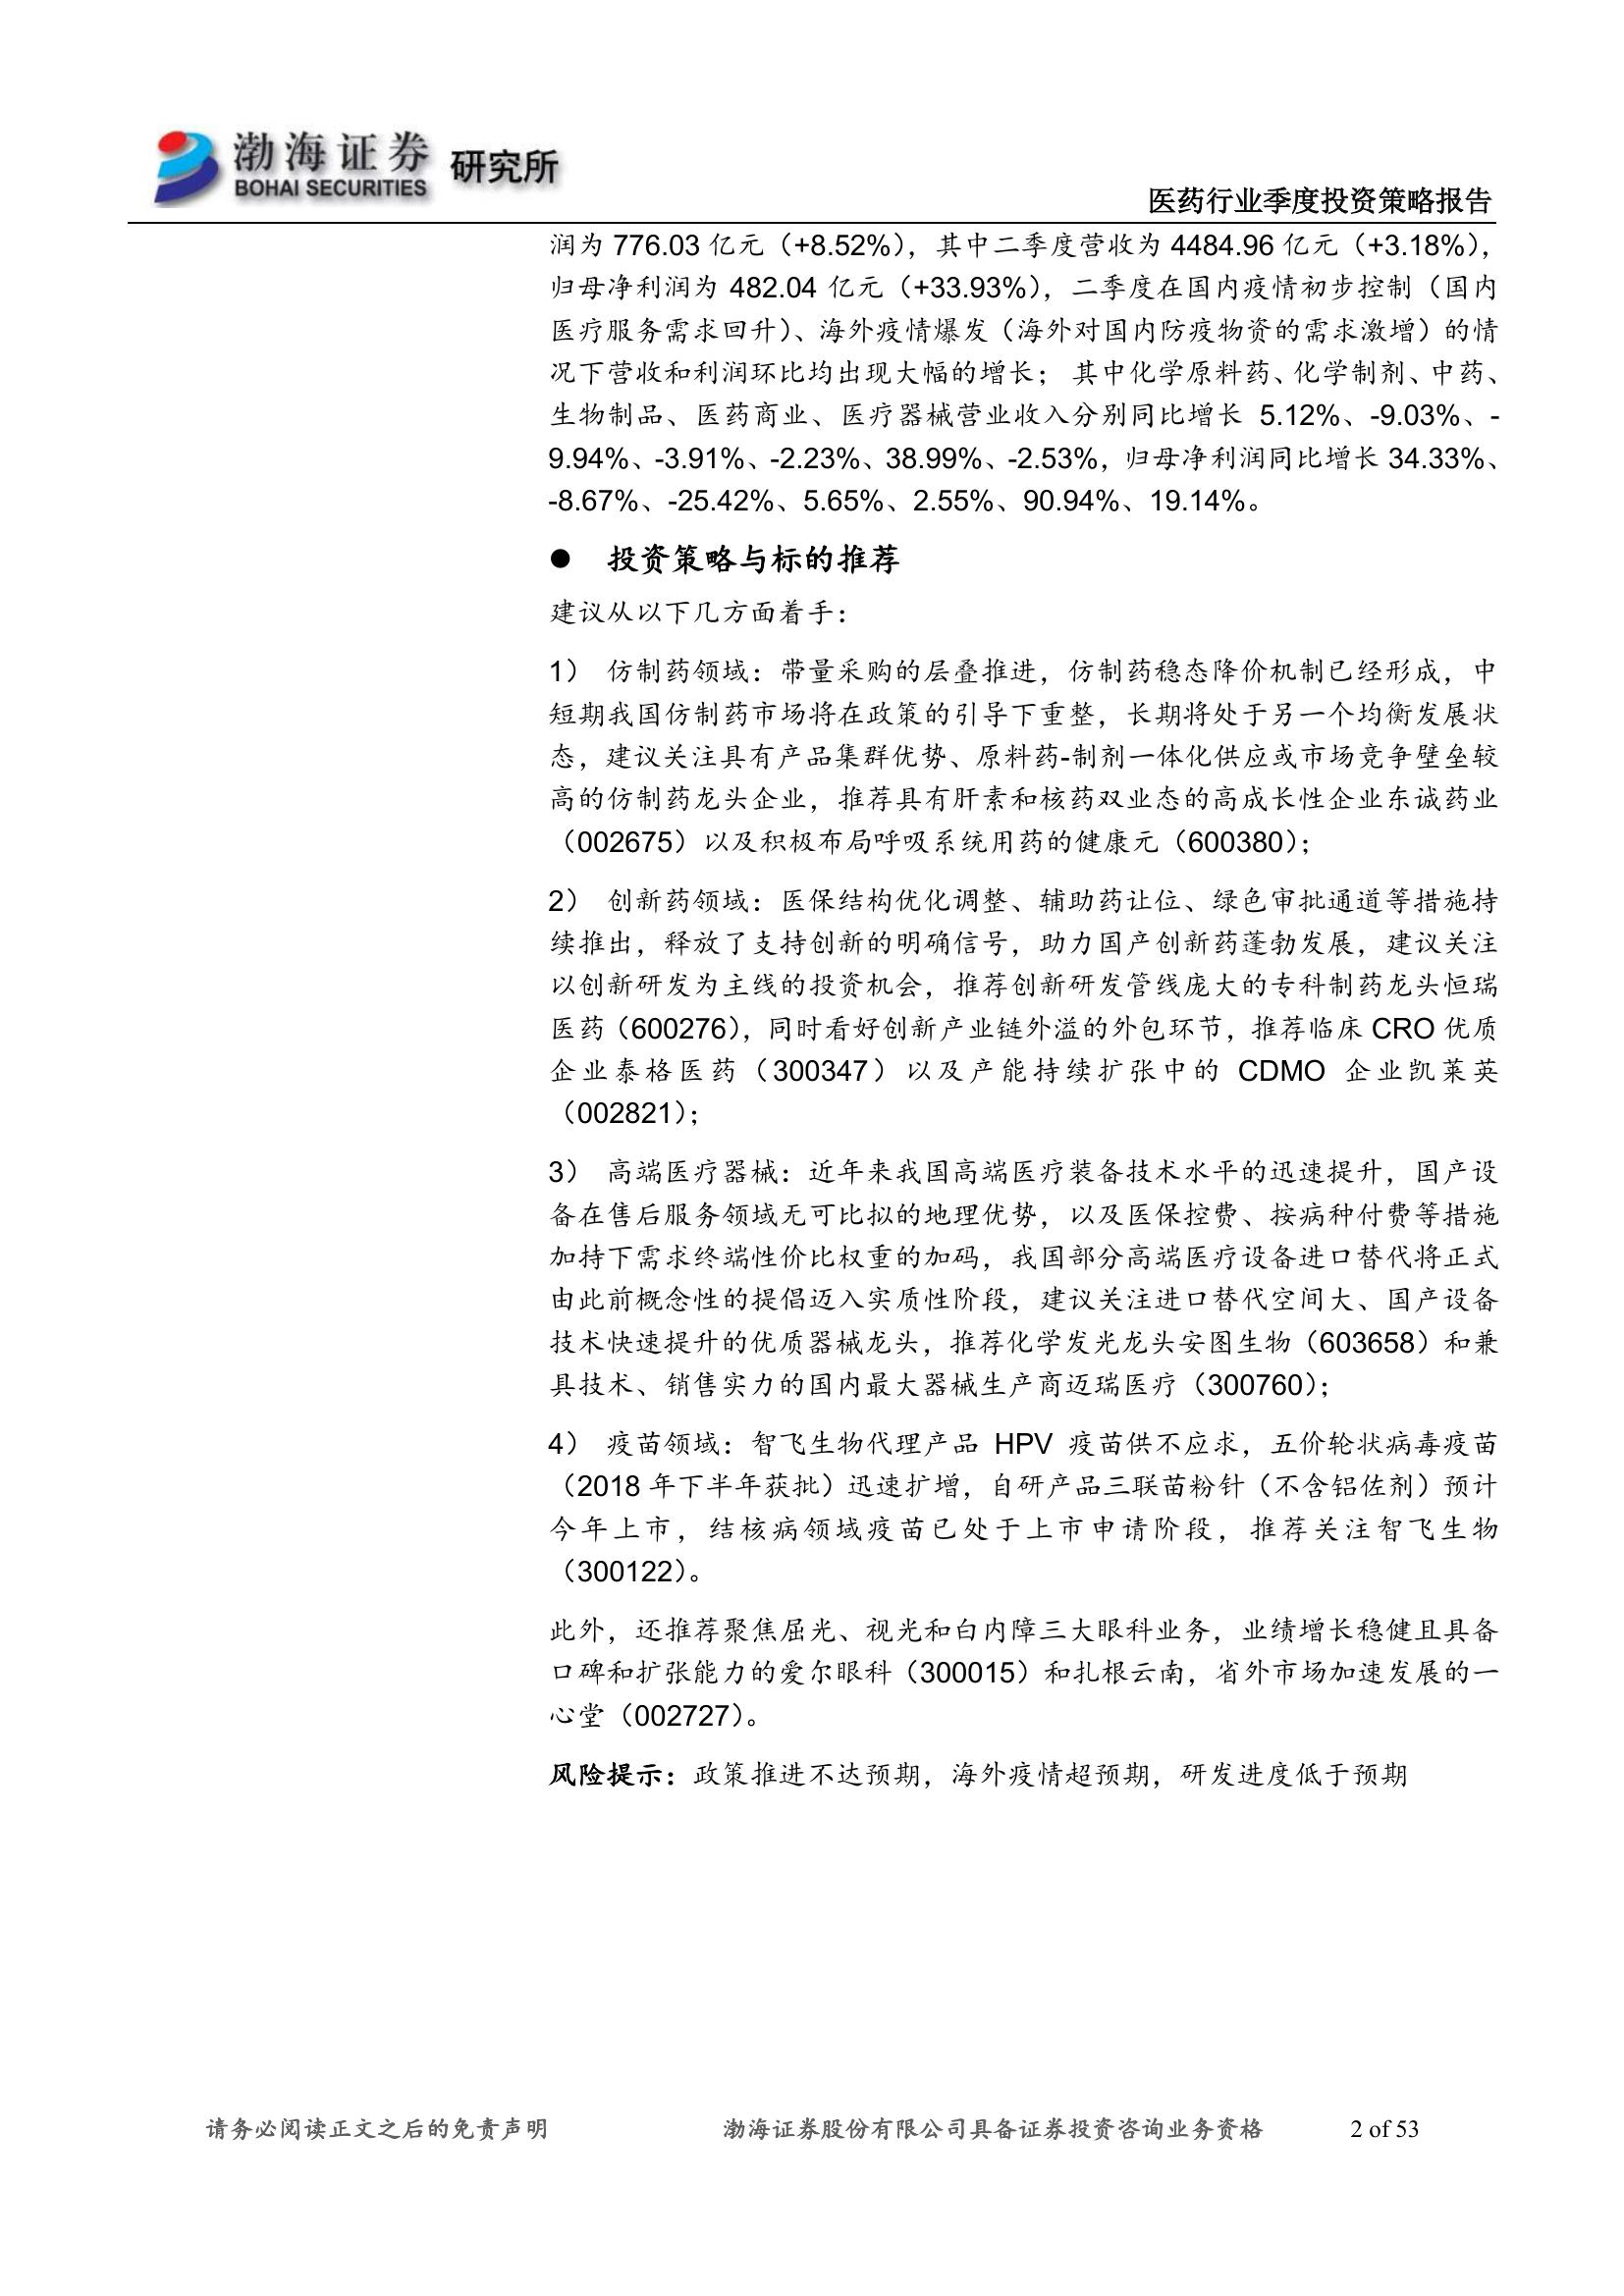 渤海证券 研究所
BOHAI SECURITIES
医药行业季度投资策略报告
润为 776.03 亿元（+8.52%），其中二季度营收为 4484.96 亿元（+3.18%），
归母净利润为 482.04 亿元（+33.93%），二季度在国内疫情初步控制（国内
医疗服务需求回升）、海外疫情爆发（海外对国内防疫物资的需求激增）的情
况下营收和利润环比均出现大幅的增长； 其中化学原料药、化学制剂、中药、
生物制品、医药商业、医疗器械营业收入分别同比增长 5.12%、-9.03%、-
9.94%、-3.91%、-2.23%、38.99%、-2.53%，归母净利润同比增长 34.33%、
-8.67%、-25.42%、5.65%、2.55%、90.94%、19.14%。
● 投资策略与标的推荐
建议从以下几方面着手：
1） 仿制药领域：带量采购的层叠推进，仿制药稳态降价机制已经形成，中
短期我国仿制药市场将在政策的引导下重整，长期将处于另一个均衡发展状
态，建议关注具有产品集群优势、原料药-制剂一体化供应或市场竞争壁垒较
高的仿制药龙头企业，推荐具有肝素和核药双业态的高成长性企业东诚药业
（002675）以及积极布局呼吸系统用药的健康元（600380）；
2） 创新药领域：医保结构优化调整、辅助药让位、绿色审批通道等措施持
续推出，释放了支持创新的明确信号，助力国产创新药蓬勃发展，建议关注
以创新研发为主线的投资机会，推荐创新研发管线庞大的专科制药龙头恒瑞
医药（600276），同时看好创新产业链外溢的外包环节，推荐临床 CRO 优质
企业泰格医药（300347）以及产能持续扩张中的 CDMO 企业凯莱英
（002821）；
3） 高端医疗器械：近年来我国高端医疗装备技术水平的迅速提升，国产设
备在售后服务领域无可比拟的地理优势，以及医保控费、按病种付费等措施
加持下需求终端性价比权重的加码，我国部分高端医疗设备进口替代将正式
由此前概念性的提倡迈入实质性阶段，建议关注进口替代空间大、国产设备
技术快速提升的优质器械龙头，推荐化学发光龙头安图生物（603658）和兼
具技术、销售实力的国内最大器械生产商迈瑞医疗（300760）；
4） 疫苗领域：智飞生物代理产品 HPV 疫苗供不应求，五价轮状病毒疫苗
（2018 年下半年获批）迅速扩增，自研产品三联苗粉针（不含铝佐剂）预计
今年上市，结核病领域疫苗已处于上市申请阶段，推荐关注智飞生物
（300122）。
此外，还推荐聚焦屈光、视光和白内障三大眼科业务，业绩增长稳健且具备
口碑和扩张能力的爱尔眼科（300015）和扎根云南，省外市场加速发展的一
心堂（002727）。
风险提示：政策推进不达预期，海外疫情超预期，研发进度低于预期
请务必阅读正文之后的免责声明 渤海证券股份有限公司具备证券投资咨询业务资格 2 of 53